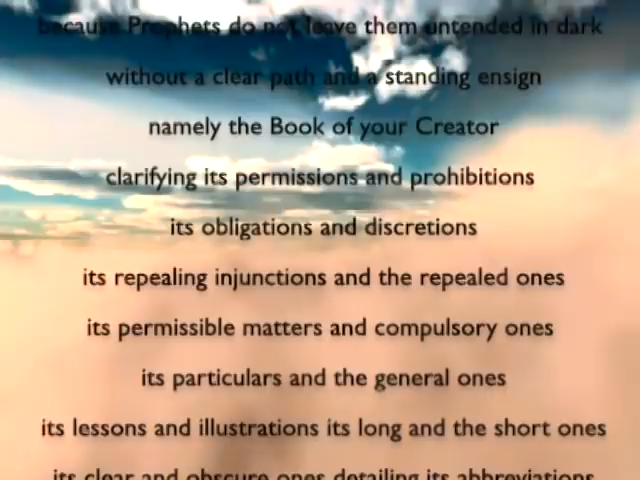 because Prophets do not leave them untended in dark
without a clear path and a standing ensign
namely the Book of your Creator
clarifying its permissions and prohibitions
its obligations and discretions
its repealing injunctions and the repealed ones
its permissible matters and compulsory ones
its particulars and the general ones
its lessons and illustrations its long and the short ones
its clear and obscure ones detailing its abbreviations